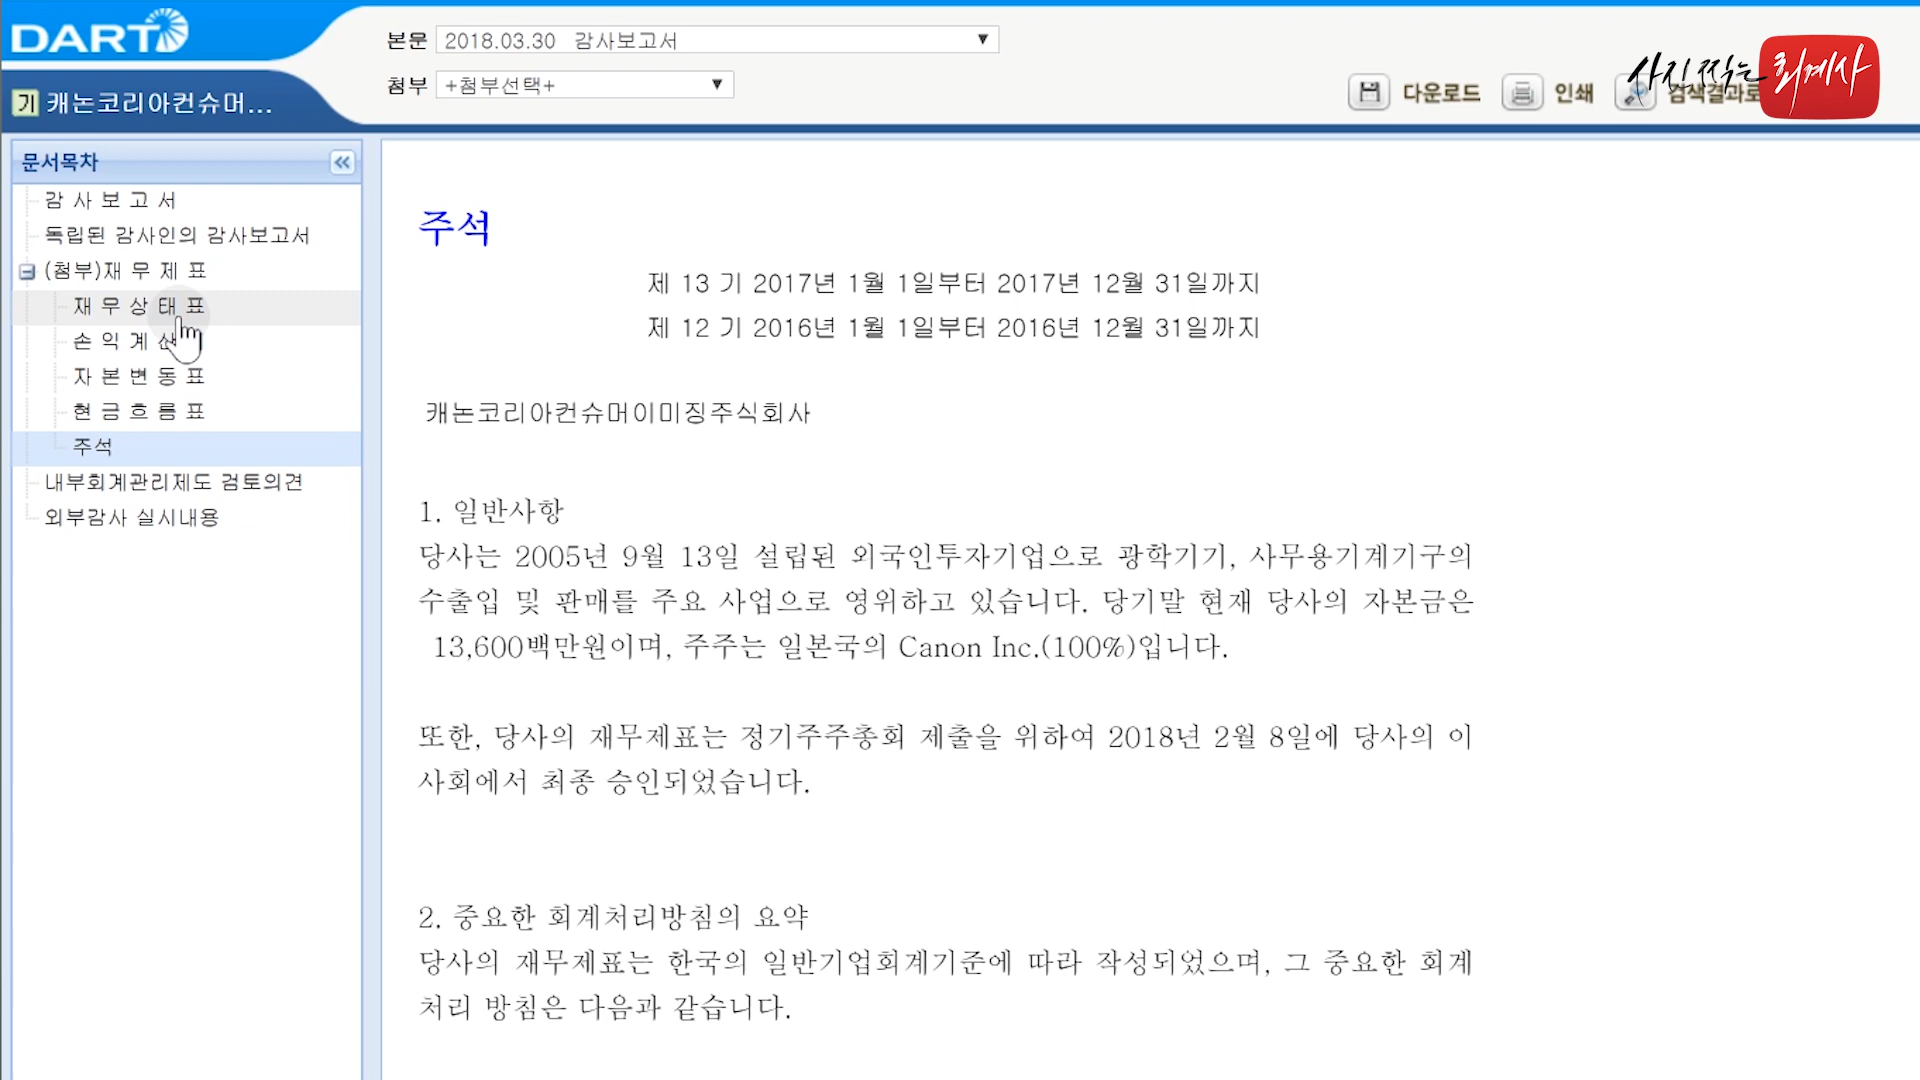 DART
본문 2018.03.30 감사보고서
첨부 +첨부선택+
다운로드 인쇄 검색결과로
사진 찍는 회계사
기 캐논코리아컨슈머...
문서목차
감 사 보 고 서
독립된 감사인의 감사보고서
(첨부)재 무 제 표
재 무 상 태 표
손 익 계 산
자 본 변 동 표
현 금 흐 름 표
주석
내부회계관리제도 검토의견
외부감사 실시내용
주석
제 13 기 2017년 1월 1일부터 2017년 12월 31일까지
제 12 기 2016년 1월 1일부터 2016년 12월 31일까지
캐논코리아컨슈머이미징주식회사
1. 일반사항
당사는 2005년 9월 13일 설립된 외국인투자기업으로 광학기기, 사무용기계기구의
수출입 및 판매를 주요 사업으로 영위하고 있습니다. 당기말 현재 당사의 자본금은
13,600백만원이며, 주주는 일본국의 Canon Inc.(100%)입니다.
또한, 당사의 재무제표는 정기주주총회 제출을 위하여 2018년 2월 8일에 당사의 이
사회에서 최종 승인되었습니다.
2. 중요한 회계처리방침의 요약
당사의 재무제표는 한국의 일반기업회계기준에 따라 작성되었으며, 그 중요한 회계
처리 방침은 다음과 같습니다.